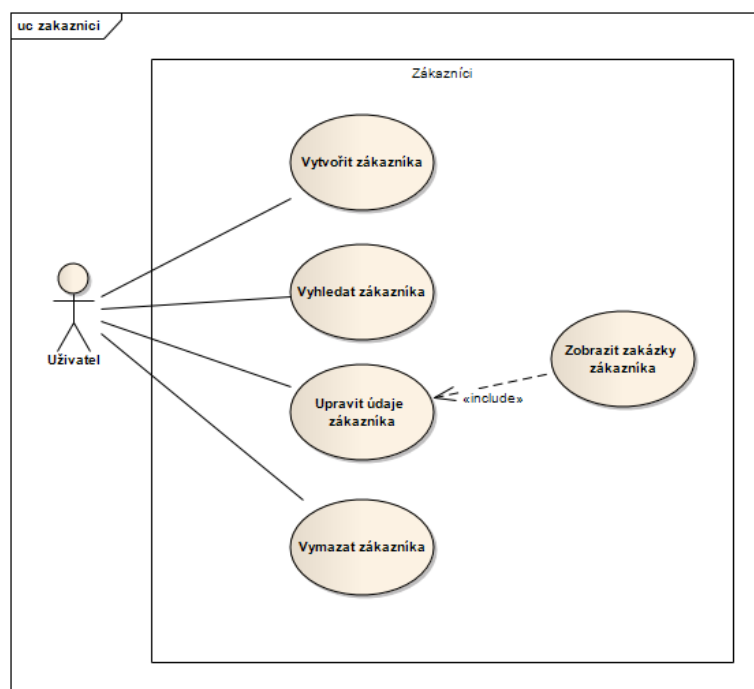 uc zakaznici
Zákazníci
Vytvořit zákazníka
Vyhledat zákazníka
Uživatel
Zobrazit zakázky
zákazníka
«include»
Upravit údaje
zákazníka
Vymazat zákazníka